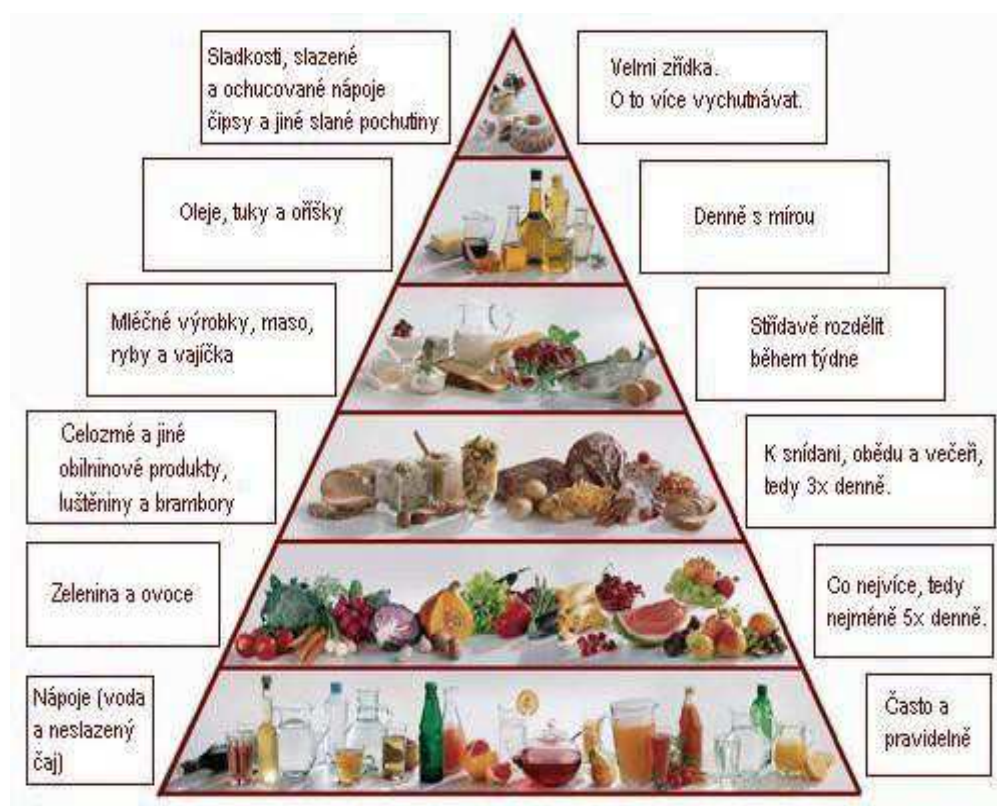 Sladkosti, slazené
a ochucované nápoje
čipsy a jiné slané pochutiny
Velmi zřídka.
O to více vychutnávat.
Oleje, tuky a oříšky
Denně s mírou
Mléčné výrobky, maso,
ryby a vajíčka
Střídavě rozdělit
během týdne
Celozrné a jiné
obilninové produkty,
luštěniny a brambory
K snídani, obědu a večeři,
tedy 3x denně.
Zelenina a ovoce
Co nejvíce, tedy
nejméně 5x denně.
Nápoje (voda
a neslazený
čaj)
Často a
pravidelně